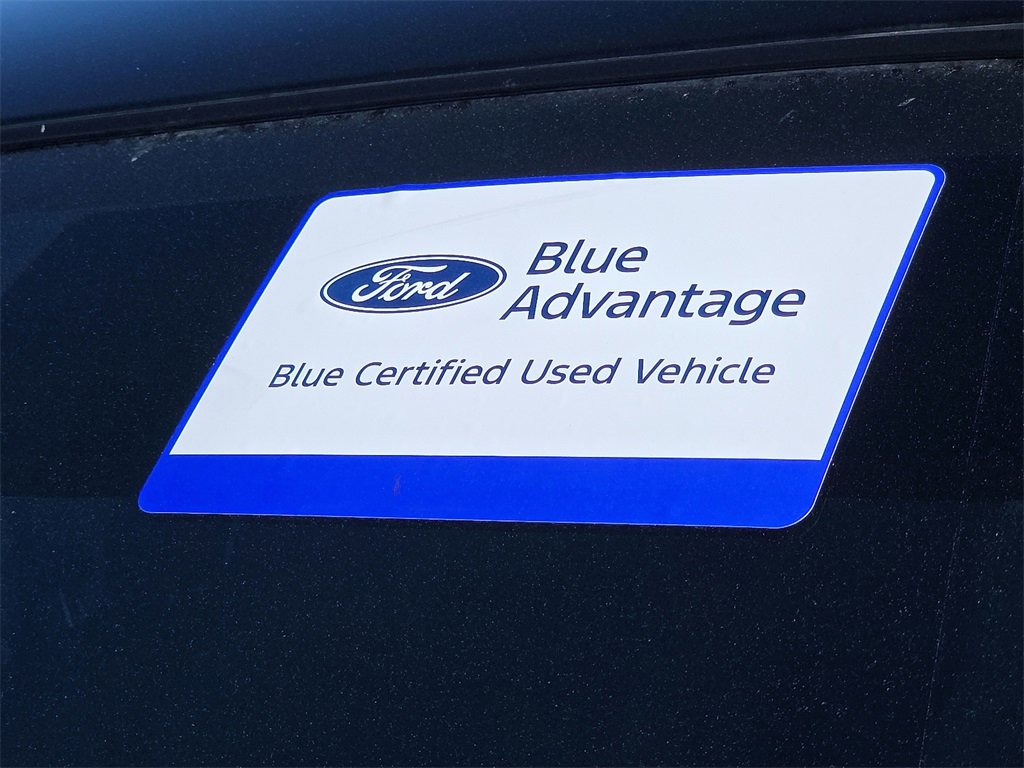 Ford
Blue
Advantage
Blue Certified Used Vehicle